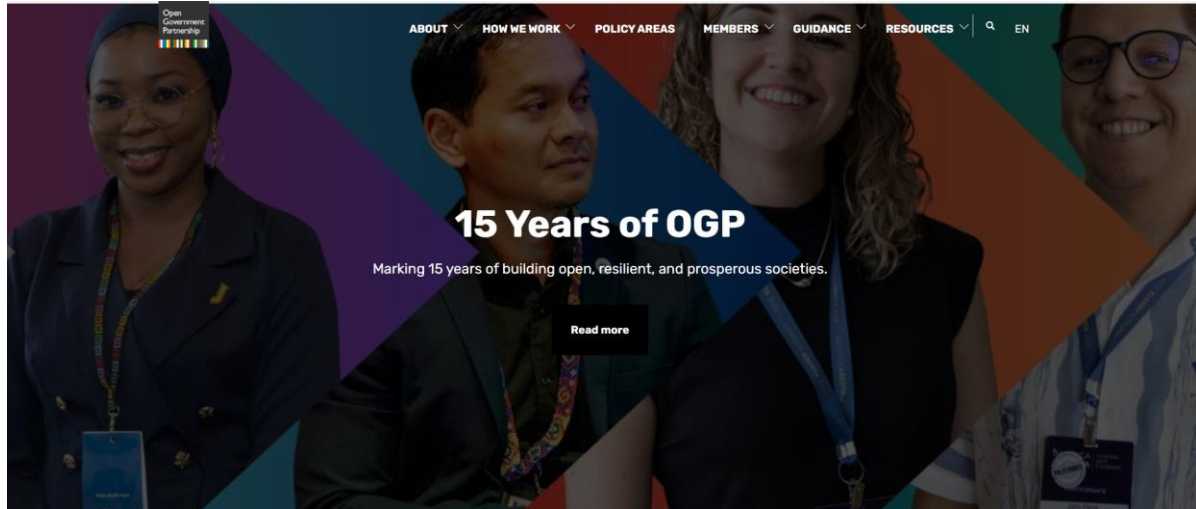 Open
Government
Partnership
ABOUT HOW WE WORK POLICY AREAS MEMBERS GUIDANCE RESOURCES EN
15 Years of OGP
Marking 15 years of building open, resilient, and prosperous societies.
Read more